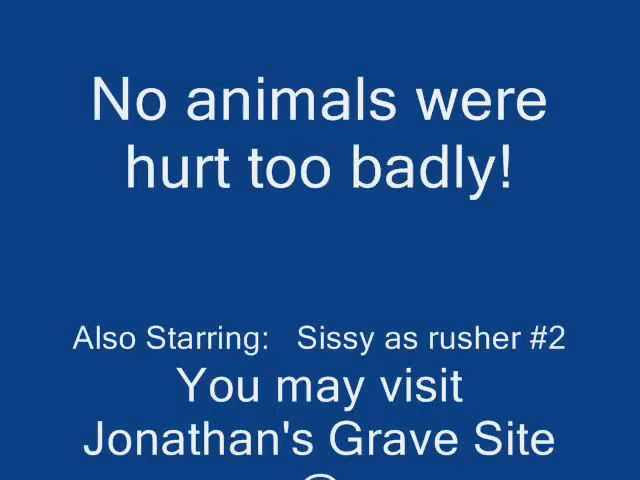 No animals were
hurt too badly!
Also Starring: Sissy as rusher #2
You may visit
Jonathan's Grave Site